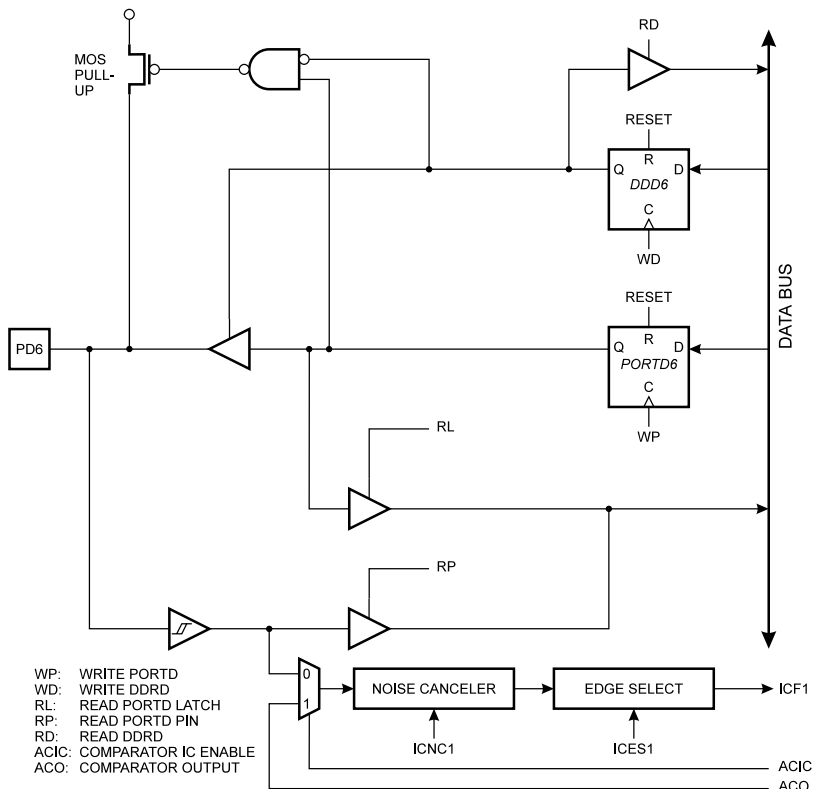 RD
MOS
PULL-
UP
RESET
R
Q
D
DDD6
C
WD
DATA BUS
RESET
PD6
R
Q
D
PORTD6
C
WP
RL
RP
WP: WRITE PORTD
WD: WRITE DDRD
RL: READ PORTD LATCH
RP: READ PORTD PIN
RD: READ DDRD
ACIC: COMPARATOR IC ENABLE
ACO: COMPARATOR OUTPUT
0
1
NOISE CANCELER
EDGE SELECT
ICF1
ICNC1
ICES1
ACIC
ACO